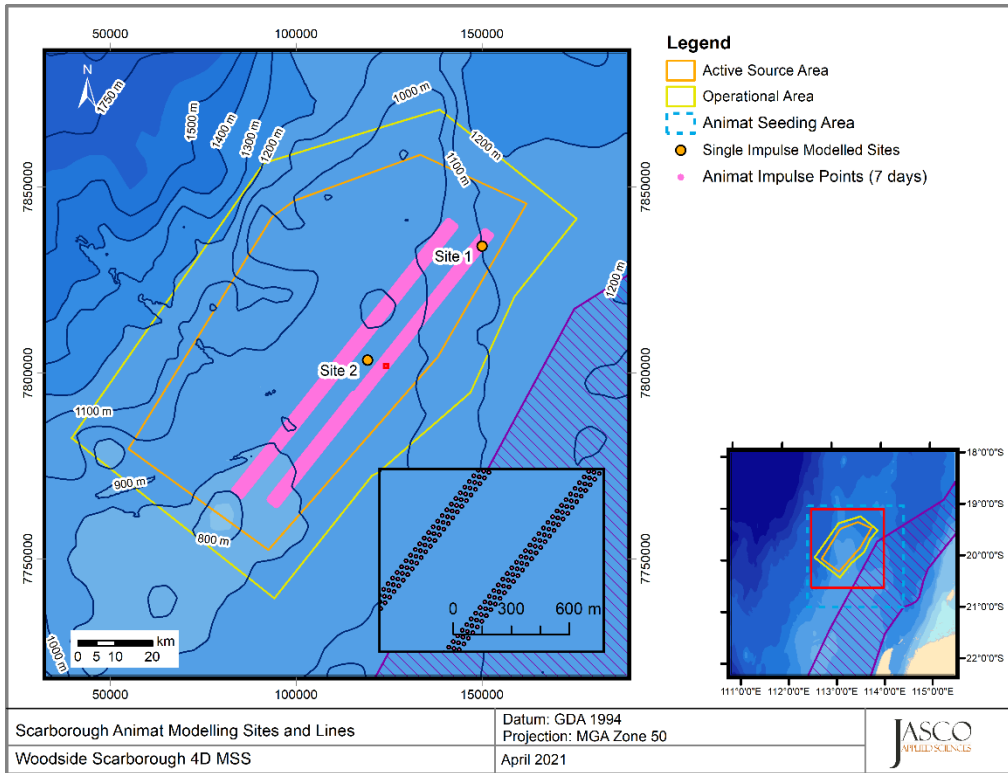 50000 100000 150000
N
1750 m
1500 m
1400 m
1300 m
1200 m
1000 m
1200 m
1100 m
7850000 7850000
Site 1
1200 m
Site 2
7800000 7800000
1100 m
900 m
800 m
7750000 7750000
1000 m
0 300 600 m
km
0 5 10 20
50000 100000 150000
Legend
Active Source Area
Operational Area
Animat Seeding Area
Single Impulse Modelled Sites
Animat Impulse Points (7 days)
18°0'0"S
19°0'0"S
20°0'0"S
21°0'0"S
22°0'0"S
111°0'0"E 112°0'0"E 113°0'0"E 114°0'0"E 115°0'0"E
Scarborough Animat Modelling Sites and Lines
Woodside Scarborough 4D MSS
Datum: GDA 1994
Projection: MGA Zone 50
April 2021
JASCO
APPLIED SCIENCES